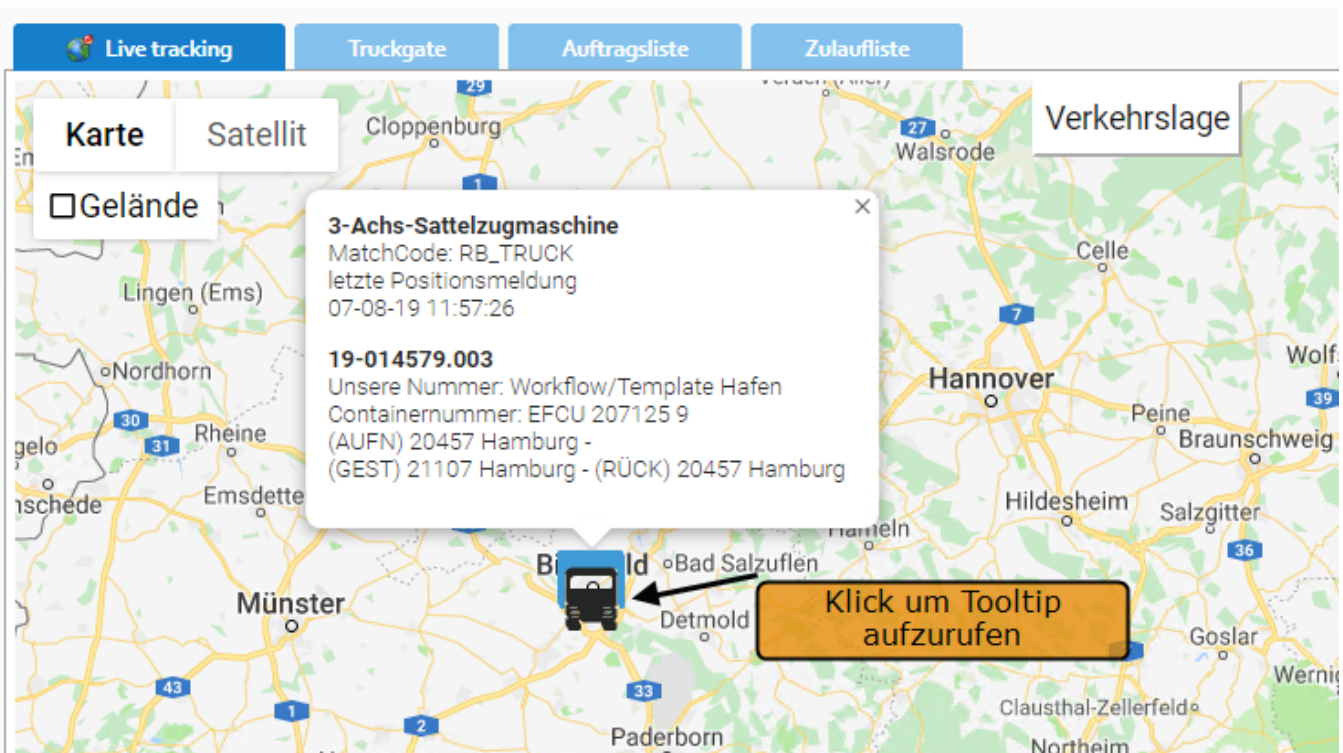 Live tracking
Truckgate
Auftragsliste
Zulaufliste
29
Karte
Satellit
Cloppenburg
27
Walsrode
Verkehrslage
1
Gelände
3-Achs-Sattelzugmaschine
MatchCode: RB_TRUCK
letzte Positionsmeldung
07-08-19 11:57:26
19-014579.003
Unsere Nummer: Workflow/Template Hafen
Containernummer: EFCU 207125 9
(AUFN) 20457 Hamburg -
(GEST) 21107 Hamburg - (RÜCK) 20457 Hamburg
Celle
Lingen (Ems)
7
Nordhorn
Hannover
39
30
31
Rheine
Peine
Braunschweig
Hildesheim
Salzgitter
36
Bad Salzuflen
Münster
Detmold
Klick um Tooltip
aufzurufen
Goslar
43
1
33
2
Clausthal-Zellerfeld
Paderborn
Northeim